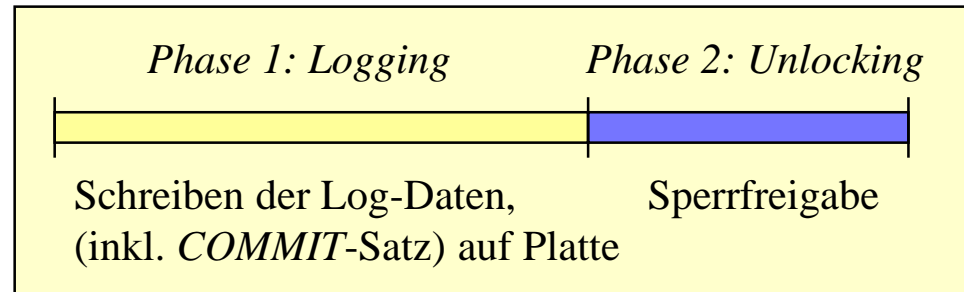 Phase 1: Logging
Phase 2: Unlocking
Schreiben der Log-Daten,
(inkl. COMMIT-Satz) auf Platte
Sperrfreigabe